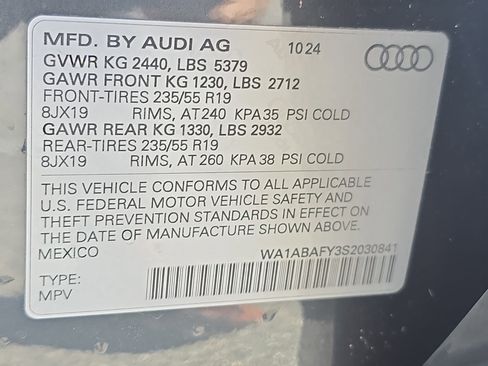 MFD. BY AUDI AG 10 24
GVWR KG 2440, LBS 5379
GAWR FRONT KG 1230, LBS 2712
FRONT-TIRES 235/55 R19
8JX19 RIMS, AT 240 KPA 35 PSI COLD
GAWR REAR KG 1330, LBS 2932
REAR-TIRES 235/55 R19
8JX19 RIMS, AT 260 KPA 38 PSI COLD
THIS VEHICLE CONFORMS TO ALL APPLICABLE
U.S. FEDERAL MOTOR VEHICLE SAFETY AND
THEFT PREVENTION STANDARDS IN EFFECT ON
THE DATE OF MANUFACTURE SHOWN ABOVE.
MEXICO WA1ABAFY3S2030841
TYPE:
MPV